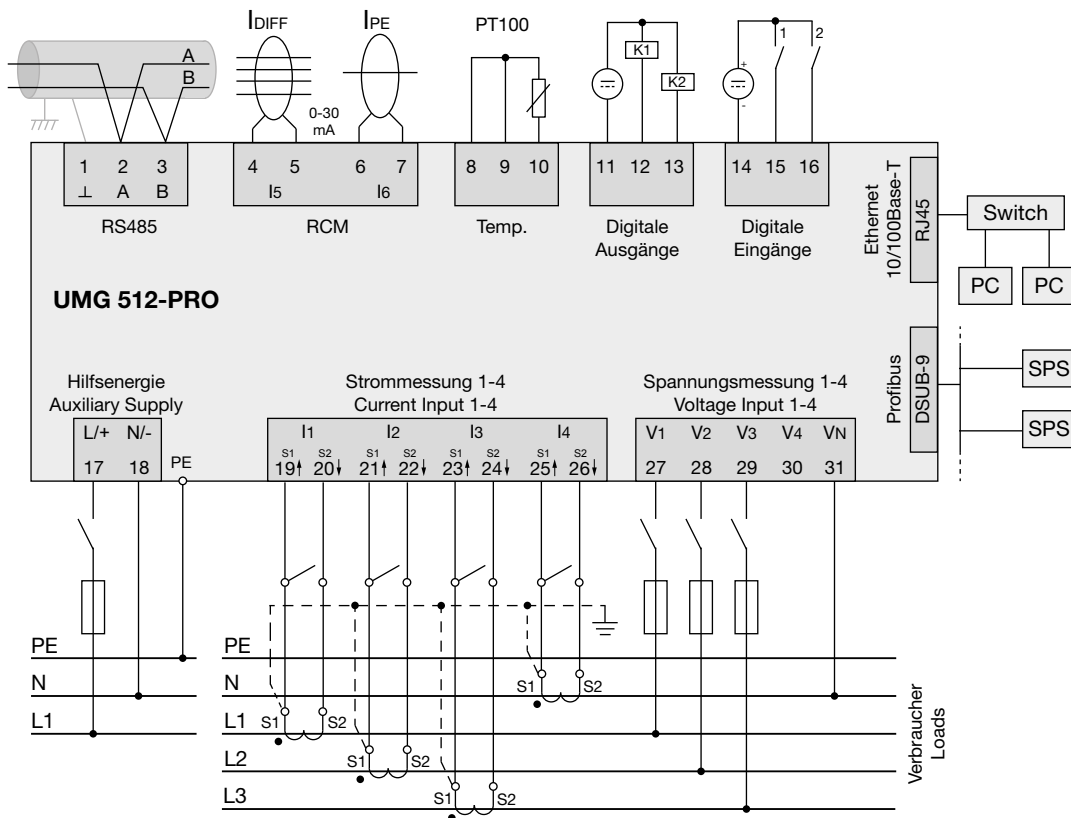 IDIFF
IPE
PT100
A
B
0-30
mA
K1
K2
+
-
1
2
1 2 3
⊥ A B
RS485
4 5 6 7
I5 I6
RCM
8 9 10
Temp.
11 12 13
Digitale
Ausgänge
14 15 16
Digitale
Eingänge
Ethernet
10/100Base-T
RJ45
Switch
PC PC
UMG 512-PRO
Profibus
DSUB-9
SPS
SPS
Hilfsenergie
Auxiliary Supply
L/+ N/-
17 18
PE
Strommessung 1-4
Current Input 1-4
I1 I2 I3 I4
S1 S2 S1 S2 S1 S2 S1 S2
19 20 21 22 23 24 25 26
Spannungsmessung 1-4
Voltage Input 1-4
V1 V2 V3 V4 VN
27 28 29 30 31
PE
N
L1
PE
N
L1
L2
L3
S1 S2
S1 S2
S1 S2
S1 S2
Verbraucher
Loads